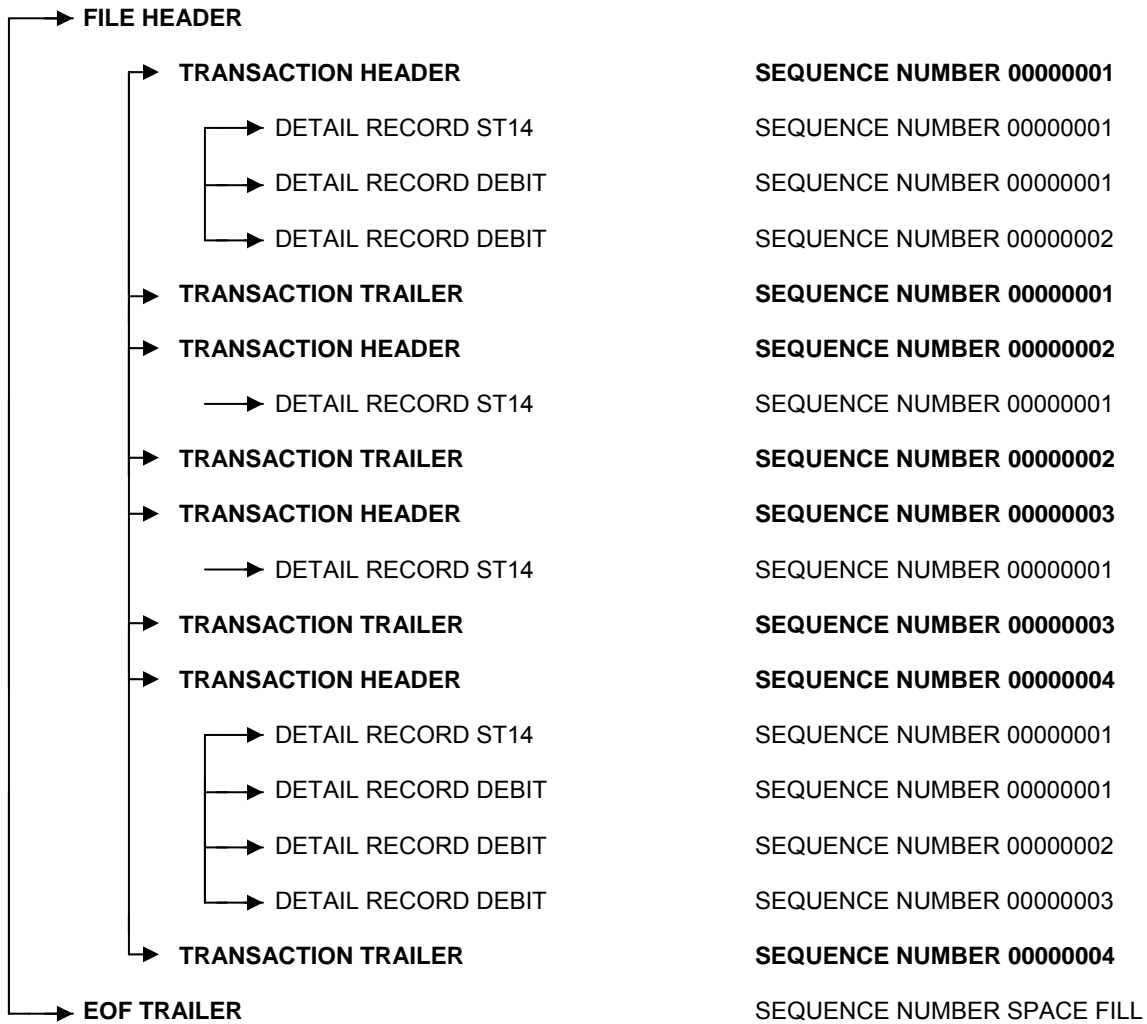 FILE HEADER
TRANSACTION HEADER SEQUENCE NUMBER 00000001
DETAIL RECORD ST14 SEQUENCE NUMBER 00000001
DETAIL RECORD DEBIT SEQUENCE NUMBER 00000001
DETAIL RECORD DEBIT SEQUENCE NUMBER 00000002
TRANSACTION TRAILER SEQUENCE NUMBER 00000001
TRANSACTION HEADER SEQUENCE NUMBER 00000002
DETAIL RECORD ST14 SEQUENCE NUMBER 00000001
TRANSACTION TRAILER SEQUENCE NUMBER 00000002
TRANSACTION HEADER SEQUENCE NUMBER 00000003
DETAIL RECORD ST14 SEQUENCE NUMBER 00000001
TRANSACTION TRAILER SEQUENCE NUMBER 00000003
TRANSACTION HEADER SEQUENCE NUMBER 00000004
DETAIL RECORD ST14 SEQUENCE NUMBER 00000001
DETAIL RECORD DEBIT SEQUENCE NUMBER 00000001
DETAIL RECORD DEBIT SEQUENCE NUMBER 00000002
DETAIL RECORD DEBIT SEQUENCE NUMBER 00000003
TRANSACTION TRAILER SEQUENCE NUMBER 00000004
EOF TRAILER SEQUENCE NUMBER SPACE FILL